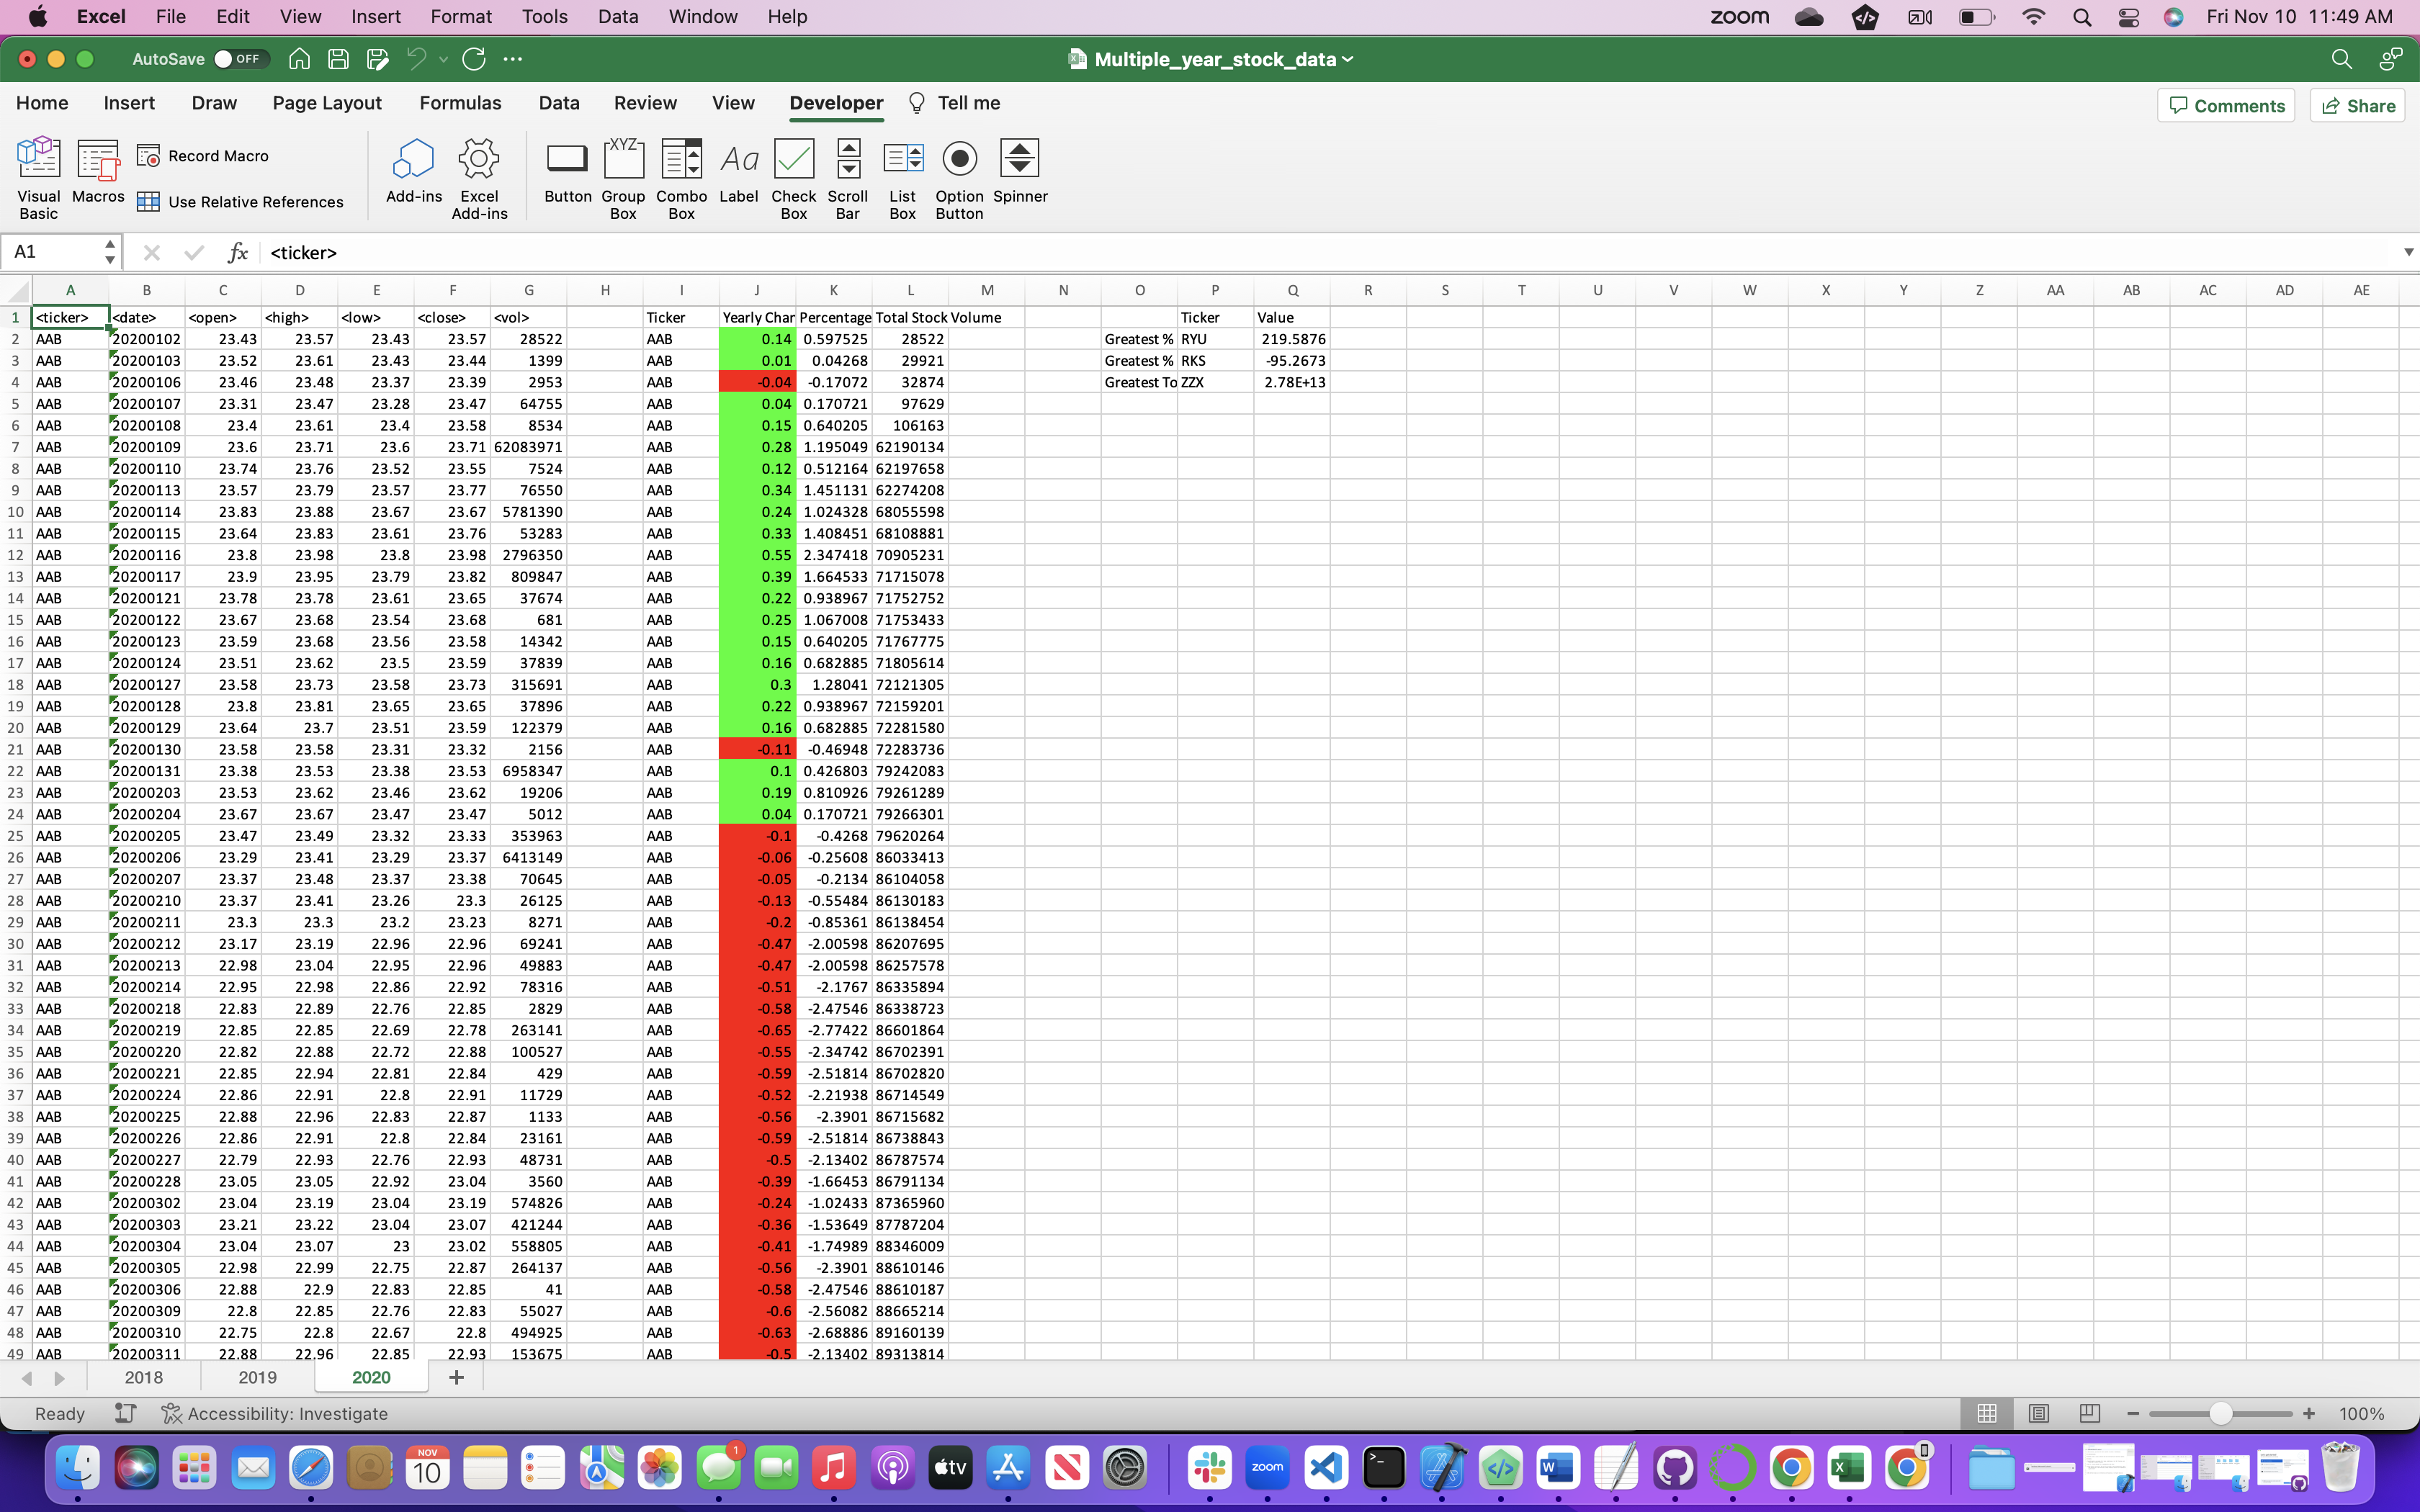 Excel File Edit View Insert Format Tools Data Window Help zoom Fri Nov 10 11:49 AM
AutoSave OFF Multiple_year_stock_data
Home Insert Draw Page Layout Formulas Data Review View Developer Tell me Comments Share
Visual Basic Macros Record Macro Use Relative References Add-ins Excel Add-ins XYZ Button Group Box Combo Box Aa Label Check Box Scroll Bar List Box Option Button Spinner
A1 fx <ticker>
A B C D E F G H I J K L M N O P Q R S T U V W X Y Z AA AB AC AD AE
1 <ticker> <date> <open> <high> <low> <close> <vol> Ticker Yearly Char Percentage Total Stock Volume Ticker Value
2 AAB 20200102 23.43 23.57 23.43 23.57 28522 AAB 0.14 0.597525 28522 Greatest % RYU 219.5876
3 AAB 20200103 23.52 23.61 23.43 23.44 1399 AAB 0.01 0.04268 29921 Greatest % RKS -95.2673
4 AAB 20200106 23.46 23.48 23.37 23.39 2953 AAB -0.04 -0.17072 32874 Greatest To ZZX 2.78E+13
5 AAB 20200107 23.31 23.47 23.28 23.47 64755 AAB 0.04 0.170721 97629
6 AAB 20200108 23.4 23.61 23.4 23.58 8534 AAB 0.15 0.640205 106163
7 AAB 20200109 23.6 23.71 23.6 23.71 62083971 AAB 0.28 1.195049 62190134
8 AAB 20200110 23.74 23.76 23.52 23.55 7524 AAB 0.12 0.512164 62197658
9 AAB 20200113 23.57 23.79 23.57 23.77 76550 AAB 0.34 1.451131 62274208
10 AAB 20200114 23.83 23.88 23.67 23.67 5781390 AAB 0.24 1.024328 68055598
11 AAB 20200115 23.64 23.83 23.61 23.76 53283 AAB 0.33 1.408451 68108881
12 AAB 20200116 23.8 23.98 23.8 23.98 2796350 AAB 0.55 2.347418 70905231
13 AAB 20200117 23.9 23.95 23.79 23.82 809847 AAB 0.39 1.664533 71715078
14 AAB 20200121 23.78 23.78 23.61 23.65 37674 AAB 0.22 0.938967 71752752
15 AAB 20200122 23.67 23.68 23.54 23.68 681 AAB 0.25 1.067008 71753433
16 AAB 20200123 23.59 23.68 23.56 23.58 14342 AAB 0.15 0.640205 71767775
17 AAB 20200124 23.51 23.62 23.5 23.59 37839 AAB 0.16 0.682885 71805614
18 AAB 20200127 23.58 23.73 23.58 23.73 315691 AAB 0.3 1.28041 72121305
19 AAB 20200128 23.8 23.81 23.65 23.65 37896 AAB 0.22 0.938967 72159201
20 AAB 20200129 23.64 23.7 23.51 23.59 122379 AAB 0.16 0.682885 72281580
21 AAB 20200130 23.58 23.58 23.31 23.32 2156 AAB -0.11 -0.46948 72283736
22 AAB 20200131 23.38 23.53 23.38 23.53 6958347 AAB 0.1 0.426803 79242083
23 AAB 20200203 23.53 23.62 23.46 23.62 19206 AAB 0.19 0.810926 79261289
24 AAB 20200204 23.67 23.67 23.47 23.47 5012 AAB 0.04 0.170721 79266301
25 AAB 20200205 23.47 23.49 23.32 23.33 353963 AAB -0.1 -0.4268 79620264
26 AAB 20200206 23.29 23.41 23.29 23.37 6413149 AAB -0.06 -0.25608 86033413
27 AAB 20200207 23.37 23.48 23.37 23.38 70645 AAB -0.05 -0.2134 86104058
28 AAB 20200210 23.37 23.41 23.26 23.3 26125 AAB -0.13 -0.55484 86130183
29 AAB 20200211 23.3 23.3 23.2 23.23 8271 AAB -0.2 -0.85361 86138454
30 AAB 20200212 23.17 23.19 22.96 22.96 69241 AAB -0.47 -2.00598 86207695
31 AAB 20200213 22.98 23.04 22.95 22.96 49883 AAB -0.47 -2.00598 86257578
32 AAB 20200214 22.95 22.98 22.86 22.92 78316 AAB -0.51 -2.1767 86335894
33 AAB 20200218 22.83 22.89 22.76 22.85 2829 AAB -0.58 -2.47546 86338723
34 AAB 20200219 22.85 22.85 22.69 22.78 263141 AAB -0.65 -2.77422 86601864
35 AAB 20200220 22.82 22.88 22.72 22.88 100527 AAB -0.55 -2.34742 86702391
36 AAB 20200221 22.85 22.94 22.81 22.84 429 AAB -0.59 -2.51814 86702820
37 AAB 20200224 22.86 22.91 22.8 22.91 11729 AAB -0.52 -2.21938 86714549
38 AAB 20200225 22.88 22.96 22.83 22.87 1133 AAB -0.56 -2.3901 86715682
39 AAB 20200226 22.86 22.91 22.8 22.84 23161 AAB -0.59 -2.51814 86738843
40 AAB 20200227 22.79 22.93 22.76 22.93 48731 AAB -0.5 -2.13402 86787574
41 AAB 20200228 23.05 23.05 22.92 23.04 3560 AAB -0.39 -1.66453 86791134
42 AAB 20200302 23.04 23.19 23.04 23.19 574826 AAB -0.24 -1.02433 87365960
43 AAB 20200303 23.21 23.22 23.04 23.07 421244 AAB -0.36 -1.53649 87787204
44 AAB 20200304 23.04 23.07 23 23.02 558805 AAB -0.41 -1.74989 88346009
45 AAB 20200305 22.98 22.99 22.75 22.87 264137 AAB -0.56 -2.3901 88610146
46 AAB 20200306 22.88 22.9 22.83 22.85 41 AAB -0.58 -2.47546 88610187
47 AAB 20200309 22.8 22.85 22.76 22.83 55027 AAB -0.6 -2.56082 88665214
48 AAB 20200310 22.75 22.8 22.67 22.8 494925 AAB -0.63 -2.68886 89160139
49 AAB 20200311 22.88 22.96 22.85 22.93 153675 AAB -0.5 -2.13402 89313814
2018 2019 2020
Ready Accessibility: Investigate 100%
NOV 10 1 tv zoom